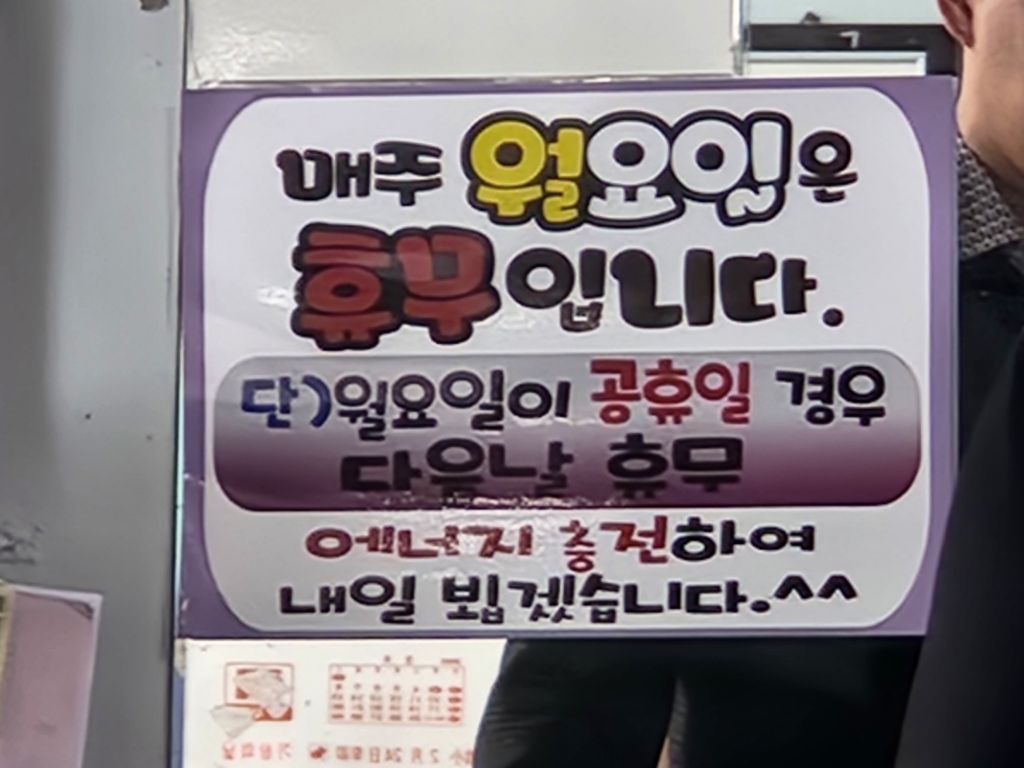 매주 월요일은
휴무입니다.
단)월요일이 공휴일 경우
다음날 휴무
에너지 충전하여
내일 뵙겠습니다.^^